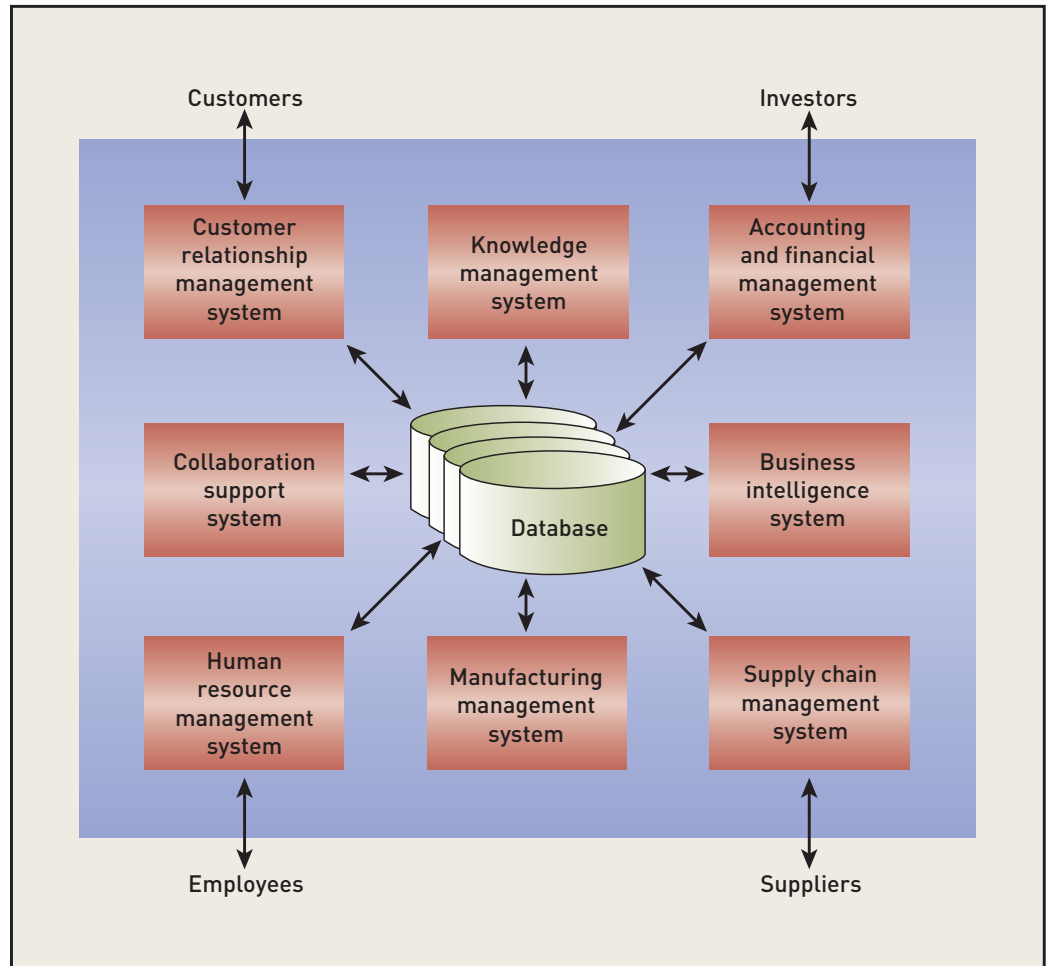 Customers
Investors
Customer
relationship
management
system
Knowledge
management
system
Accounting
and financial
management
system
Collaboration
support
system
Database
Business
intelligence
system
Human
resource
management
system
Manufacturing
management
system
Supply chain
management
system
Employees
Suppliers